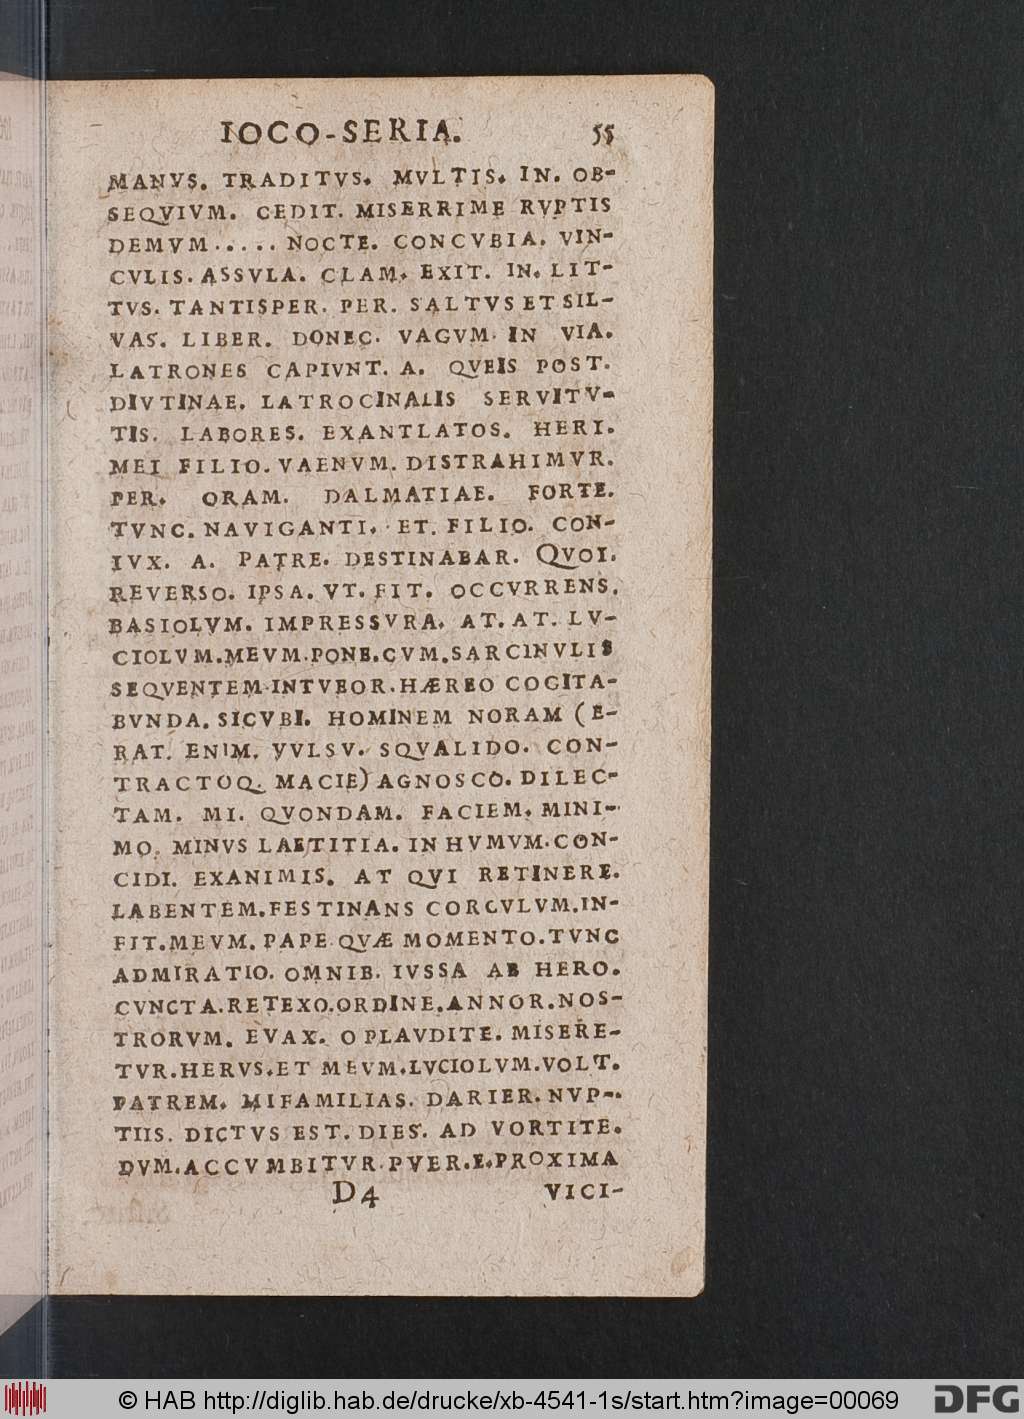 IOCO-SERIA. 55
MANVS. TRADITVS. MVLTIS. IN. OB-
SEQVIVM. CEDIT. MISERRIME RVPTIS
DEMVM . . . . . NOCTE. CONCVBIA. VIN-
CVLIS. ASSVLA. CLAM. EXIT. IN. LIT-
TVS. TANTISPER. PER. SALTVS ET SIL-
VAS. LIBER. DONEC. VAGVM. IN VIA.
LATRONES CAPIVNT. A. QVEIS POST.
DIVTINAE. LATROCINALIS SERVITV-
TIS. LABORES. EXANTLATOS. HERI.
MEI FILIO. VAENVM. DISTRAHIMVR.
PER. ORAM. DALMATIAE. FORTE.
TVNC. NAVIGANTI. ET. FILIO. CON-
IVX. A. PATRE. DESTINABAR. QVOI.
REVERSO. IPSA. VT. FIT. OCCVRRENS.
BASIOLVM. IMPRESSVRA. AT. AT. LV-
CIOLVM. MEVM. PONE. CVM. SARCINVLIS
SEQVENTEM. INTVEOR. HÆREO COGITA-
BVNDA. SICVBI. HOMINEM NORAM (E-
RAT. ENIM. VVLSV. SQVALIDO. CON-
TRACTOQ. MACIE) AGNOSCO. DILEC-
TAM. MI. QVONDAM. FACIEM. MINI-
MO. MINVS LAETITIA. IN HVMVM. CON-
CIDI. EXANIMIS. AT QVI RETINERE.
LABENTEM. FESTINANS CORCVLVM. IN-
FIT. MEVM. PAPE QVÆ MOMENTO. TVNC
ADMIRATIO. OMNIB. IVSSA AB HERO.
CVNCTA. RETEXO. ORDINE. ANNOR. NOS-
TRORVM. EVAX. O PLAVDITE. MISERE-
TVR. HERVS. ET MEVM. LVCIOLVM. VOLT.
PATREM. MIFAMILIAS. DARIER. NVP-.
TIIS. DICTVS EST. DIES. AD VORTITE.
DVM. ACCVMBITVR. PVER. E. PROXIMA
D4 VICI-
© HAB http://diglib.hab.de/drucke/xb-4541-1s/start.htm?image=00069 DFG